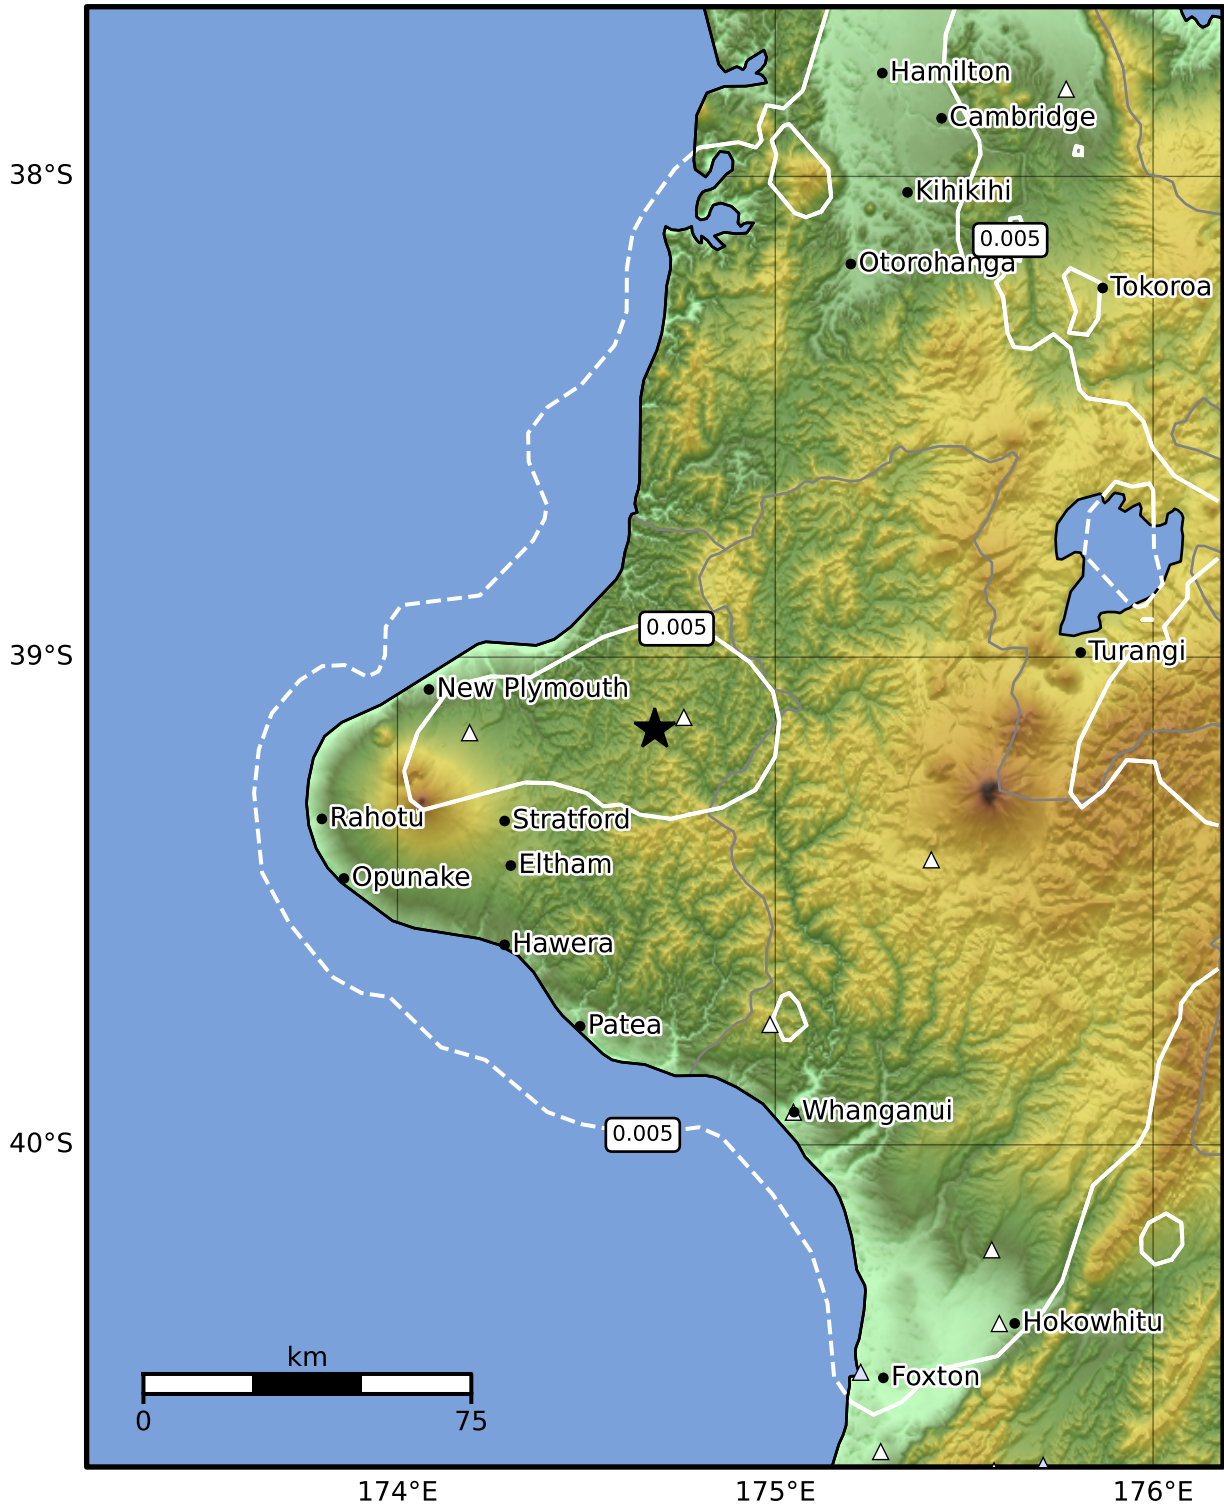 Hamilton
Cambridge
38°S
Kihikihi
0.005
Otorohanga
Tokoroa
0.005
39°S
Turangi
New Plymouth
Rahotu
Stratford
Eltham
Opunake
Hawera
Patea
Whanganui
0.005
40°S
Hokowhitu
km
Foxton
0 75
174°E 175°E 176°E